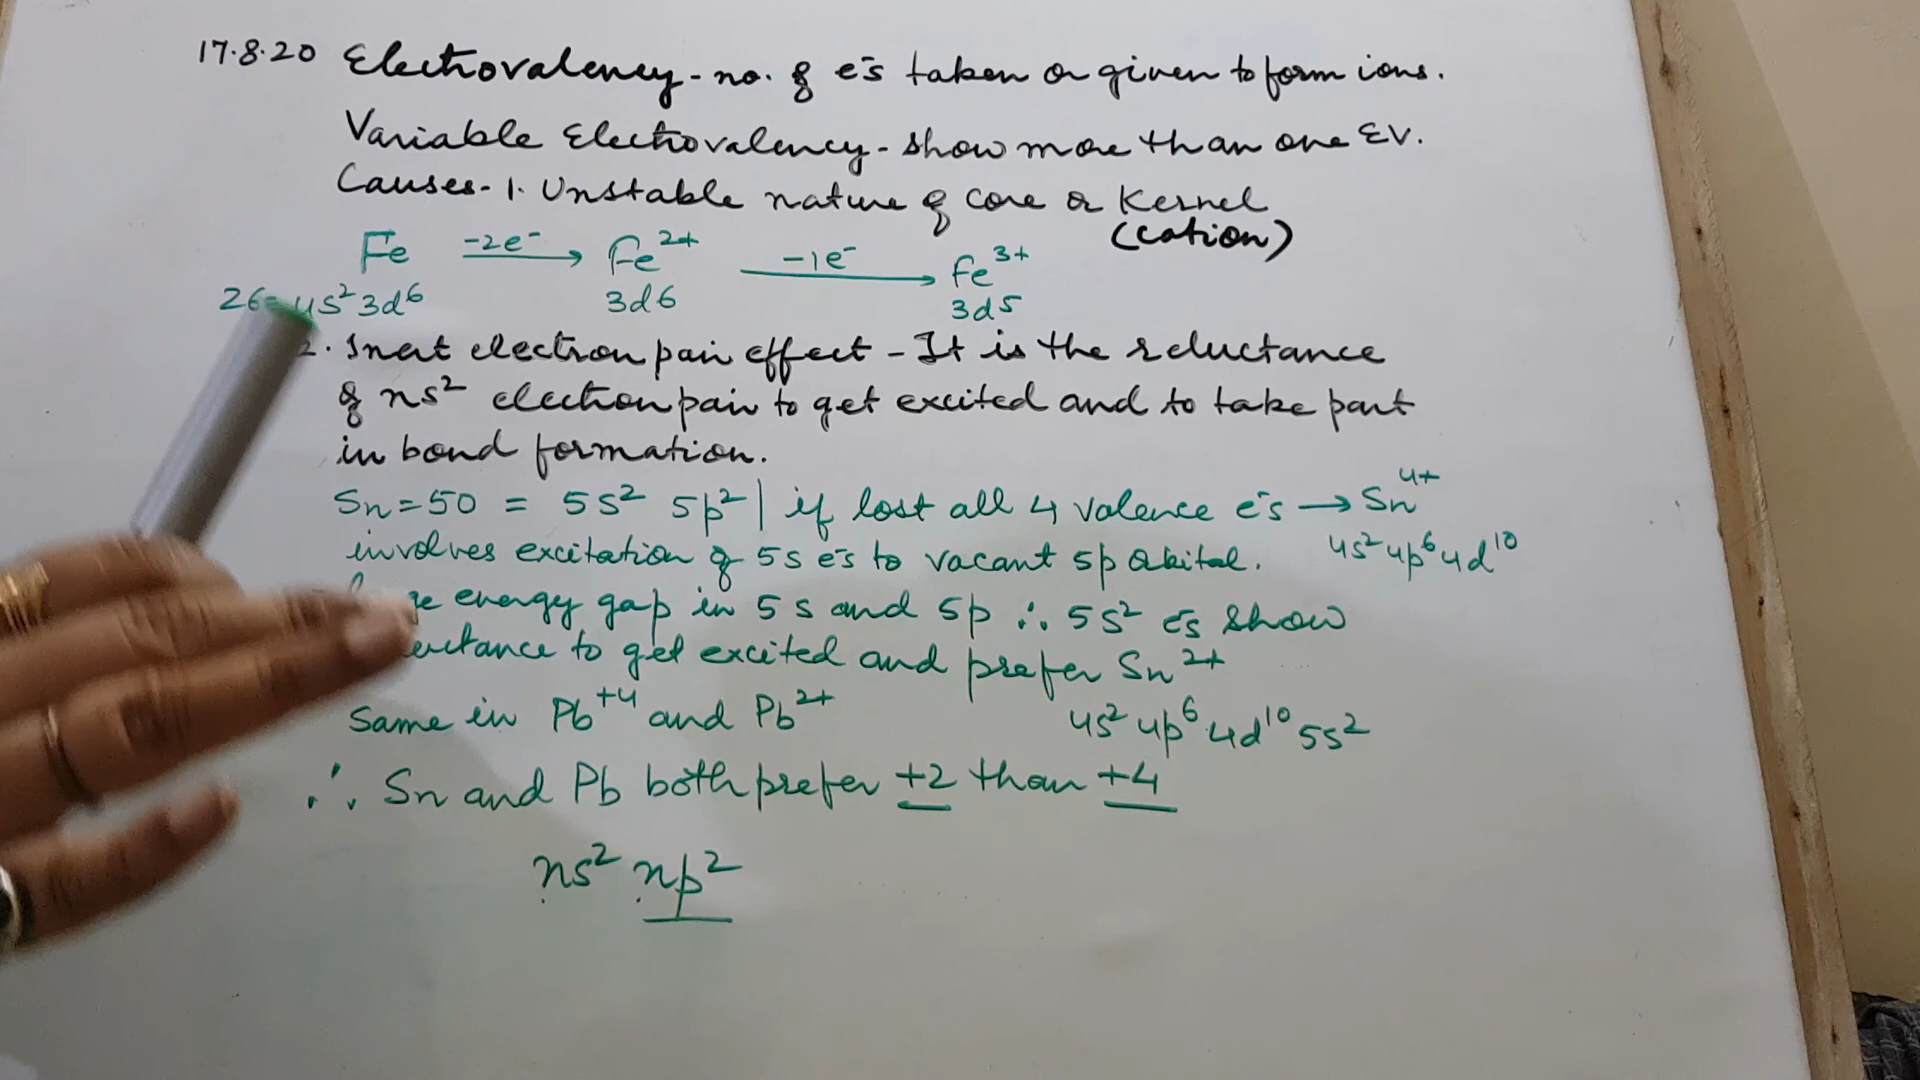 17.8.20 Electrovalency - no. of e⁻s taken or given to form ions.
Variable Electrovalency - show more than one EV.
Causes - 1. Unstable nature of core or Kernel
(cation)
Fe -2e⁻ → Fe²⁺ -1e⁻ → Fe³⁺
26 = 4s² 3d⁶ 3d6 3d5
2. Inert electron pair effect - It is the reluctance
of ns² electron pair to get excited and to take part
in bond formation.
Sn = 50 = 5s² 5p² | if lost all 4 valence e⁻s → Sn⁴⁺
involves excitation of 5s e⁻s to vacant 5p orbital. 4s² 4p⁶ 4d¹⁰
energy gap in 5s and 5p ∴ 5s² e⁻s show
to get excited and prefer Sn²⁺
Same in Pb⁺⁴ and Pb²⁺ 4s² 4p⁶ 4d¹⁰ 5s²
∴ Sn and Pb both prefer +2 than +4
ns² np²